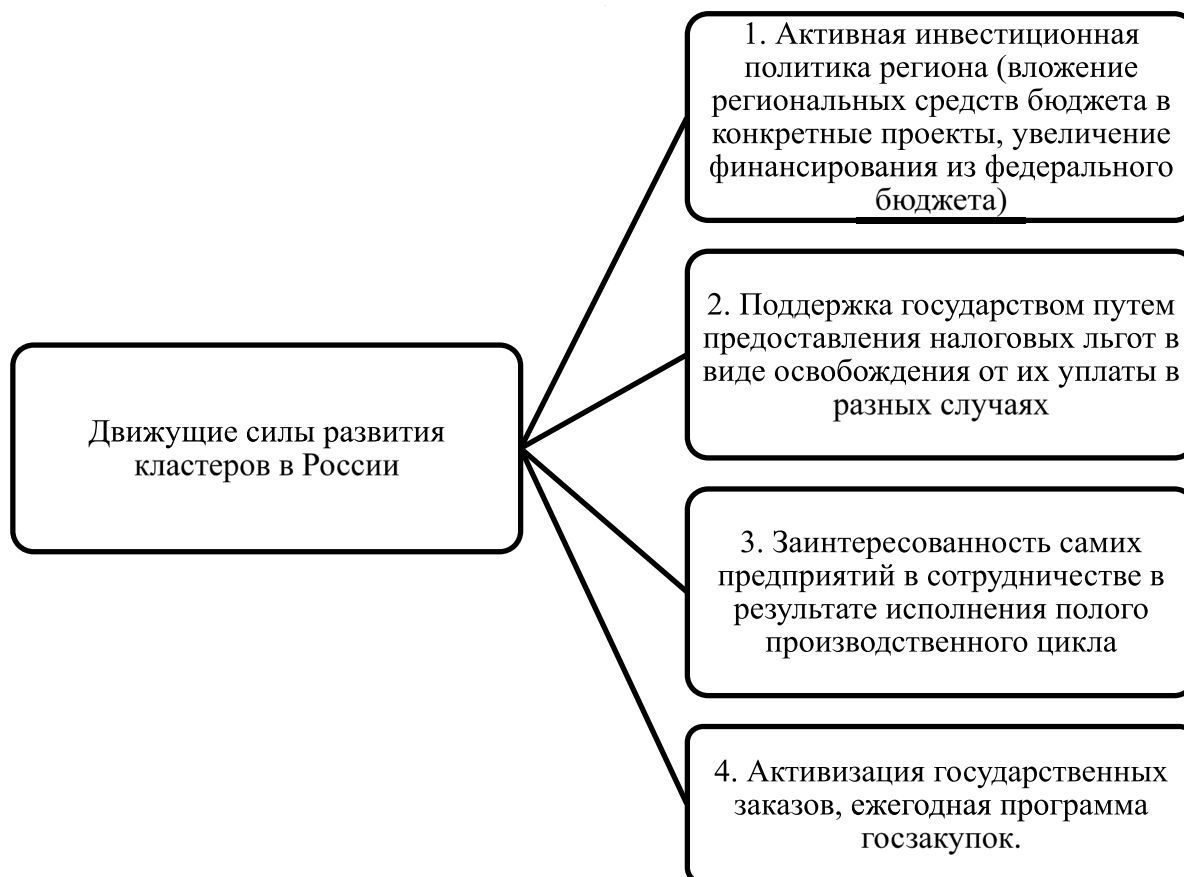 1. Активная инвестиционная
политика региона (вложение
региональных средств бюджета в
конкретные проекты, увеличение
финансирования из федерального
бюджета)
2. Поддержка государством путем
предоставления налоговых льгот в
виде освобождения от их уплаты в
разных случаях
Движущие силы развития
кластеров в России
3. Заинтересованность самих
предприятий в сотрудничестве в
результате исполнения полого
производственного цикла
4. Активизация государственных
заказов, ежегодная программа
госзакупок.